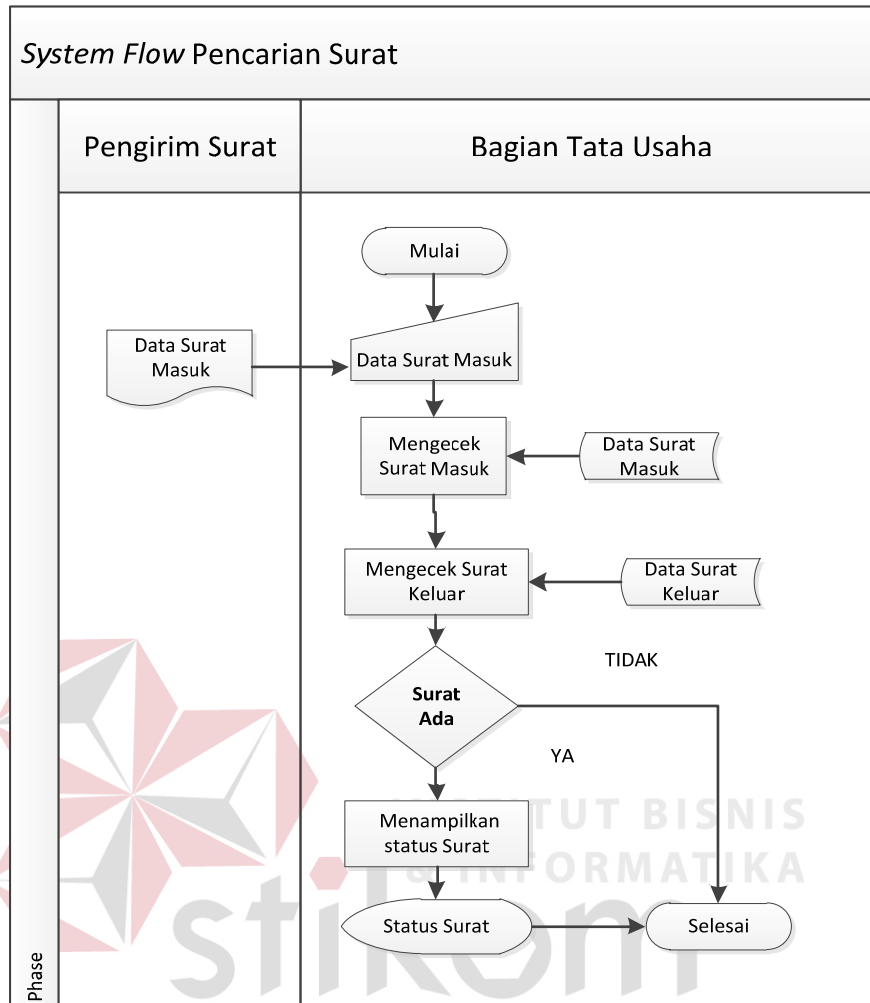 System Flow Pencarian Surat
Pengirim Surat
Bagian Tata Usaha
Mulai
Data Surat
Masuk
Data Surat Masuk
Mengecek
Surat Masuk
Data Surat
Masuk
Mengecek Surat
Keluar
Data Surat
Keluar
TIDAK
Surat
Ada
YA
Menampilkan
status Surat
INSTITUT BISNIS
& INFORMATIKA
stikom
Status Surat
Selesai
Phase